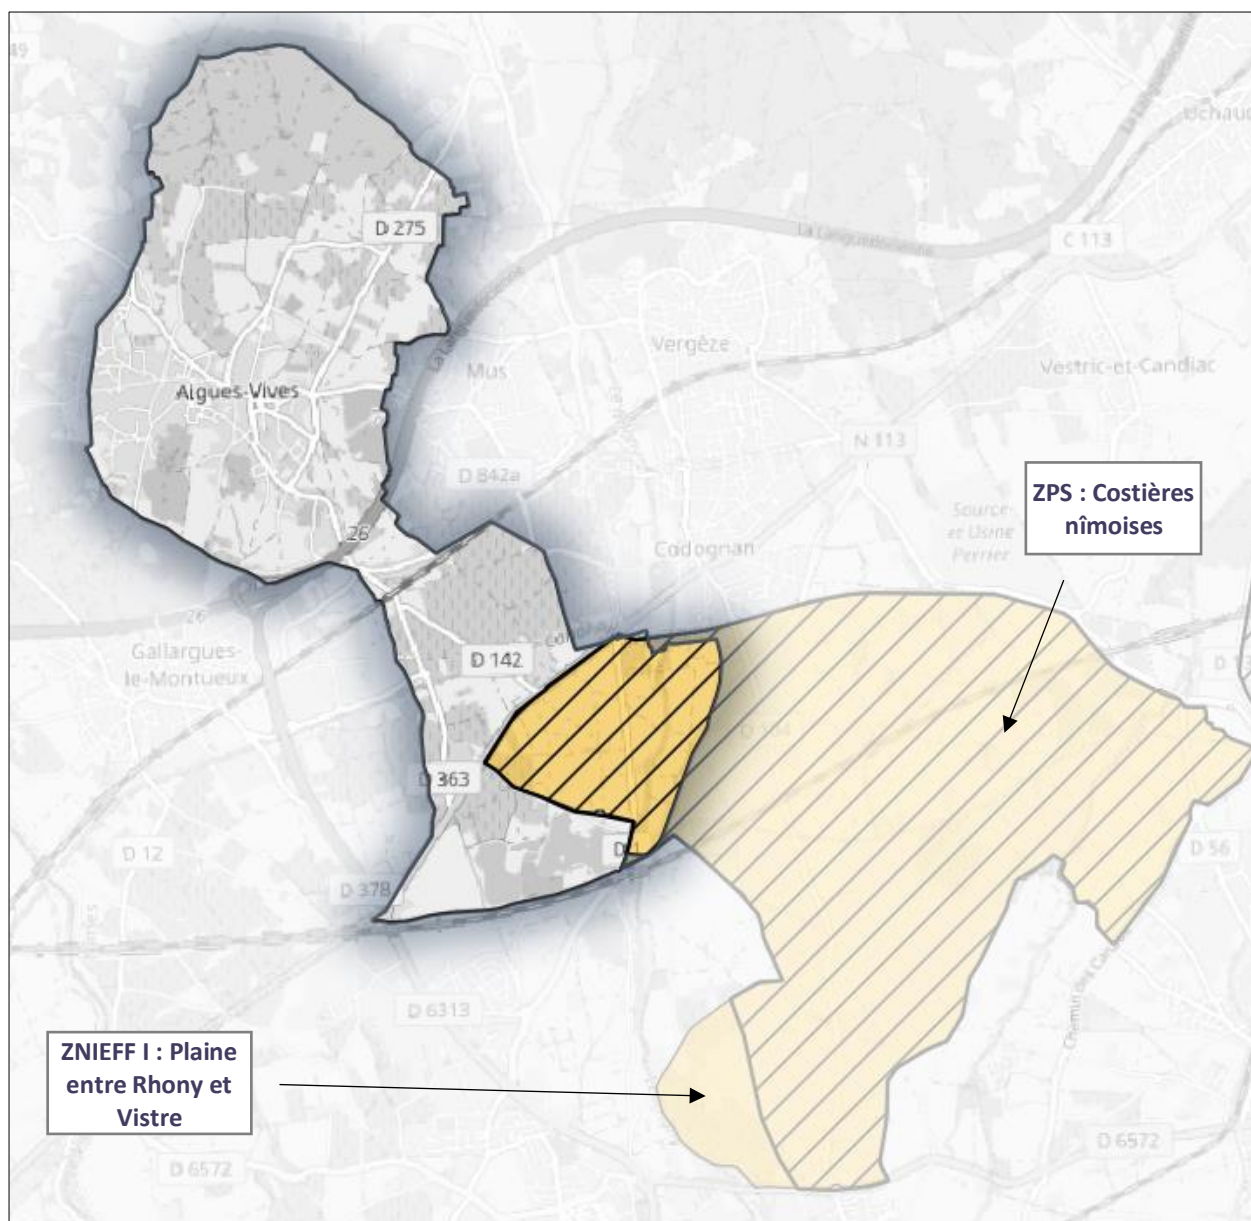 49
Uchau
D 275
La Languedocienne
C 113
Vergèze
Mus
Vestric-et-Candiac
Aigues-Vives
N 113
D 842a
ZPS : Costières
nîmoises
Source
et Usine
Perrier
26
Codognan
26
Gallargues-
le-Montueux
D 142
D 363
D 12
D 56
D 378
D 6313
ZNIEFF I : Plaine
entre Rhony et
Vistre
D 6572
D 6572